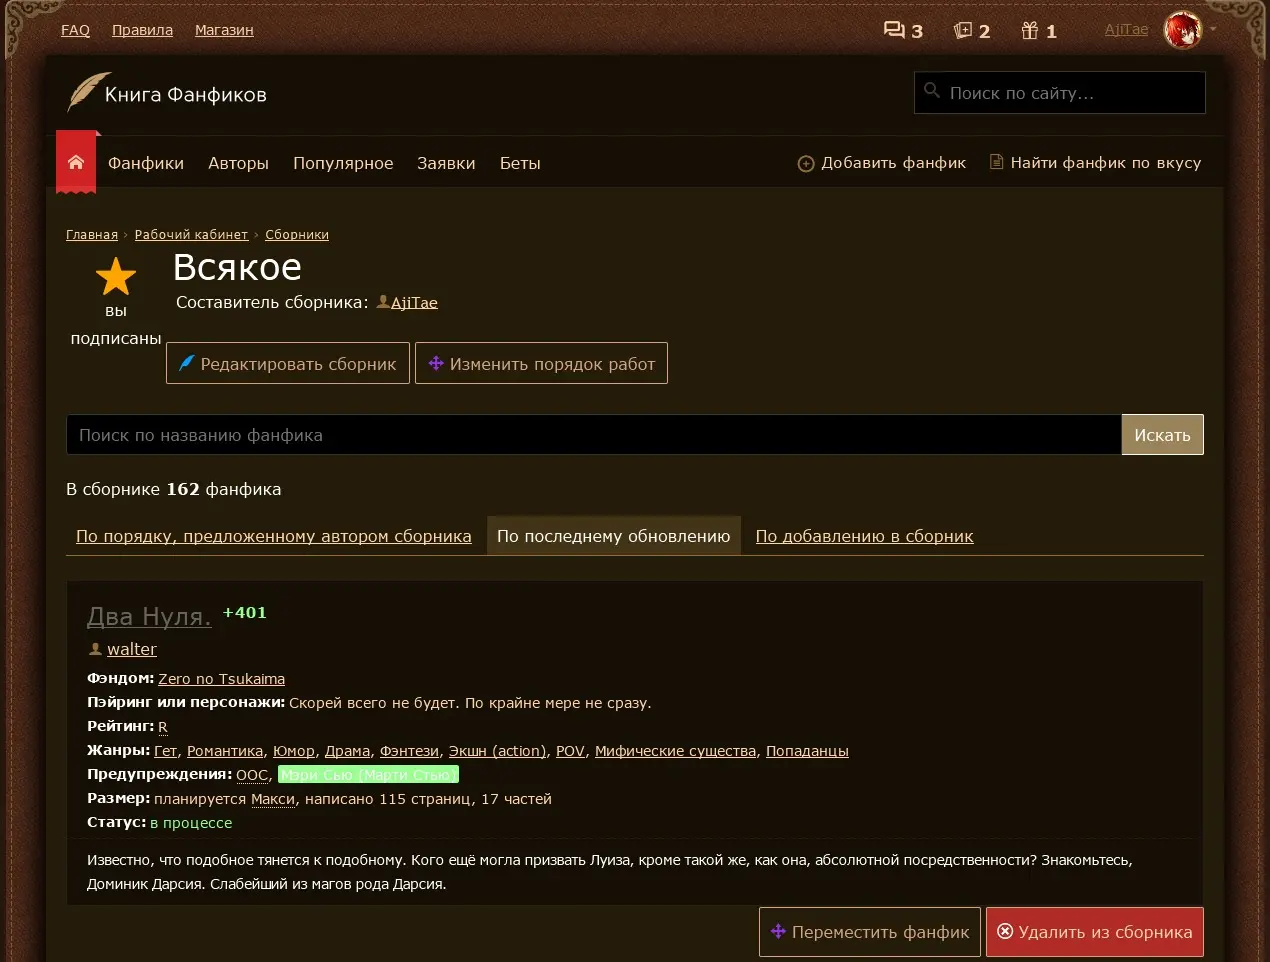 FAQ Правила Магазин 3 2 1 AjiTae
Книга Фанфиков
Поиск по сайту...
Фанфики Авторы Популярное Заявки Беты Добавить фанфик Найти фанфик по вкусу
Главная › Рабочий кабинет › Сборники
Всякое
вы
подписаны
Составитель сборника: AjiTae
Редактировать сборник Изменить порядок работ
Поиск по названию фанфика Искать
В сборнике 162 фанфика
По порядку, предложенному автором сборника По последнему обновлению По добавлению в сборник
Два Нуля. +401
walter
Фэндом: Zero no Tsukaima
Пэйринг или персонажи: Скорей всего не будет. По крайне мере не сразу.
Рейтинг: R
Жанры: Гет, Романтика, Юмор, Драма, Фэнтези, Экшн (action), POV, Мифические существа, Попаданцы
Предупреждения: OOC, Мэри Сью (Марти Стью)
Размер: планируется Макси, написано 115 страниц, 17 частей
Статус: в процессе
Известно, что подобное тянется к подобному. Кого ещё могла призвать Луиза, кроме такой же, как она, абсолютной посредственности? Знакомьтесь,
Доминик Дарсия. Слабейший из магов рода Дарсия.
Переместить фанфик Удалить из сборника